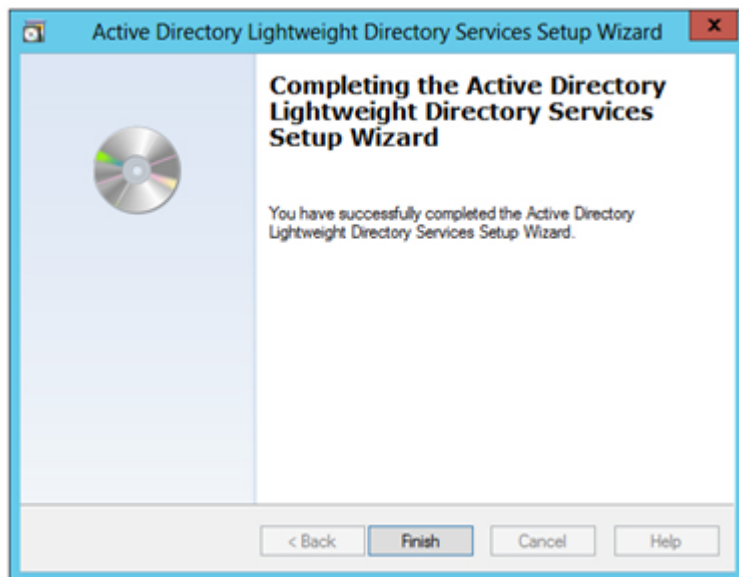 Active Directory Lightweight Directory Services Setup Wizard
x
Completing the Active Directory
Lightweight Directory Services
Setup Wizard
You have successfully completed the Active Directory
Lightweight Directory Services Setup Wizard.
< Back Finish Cancel Help